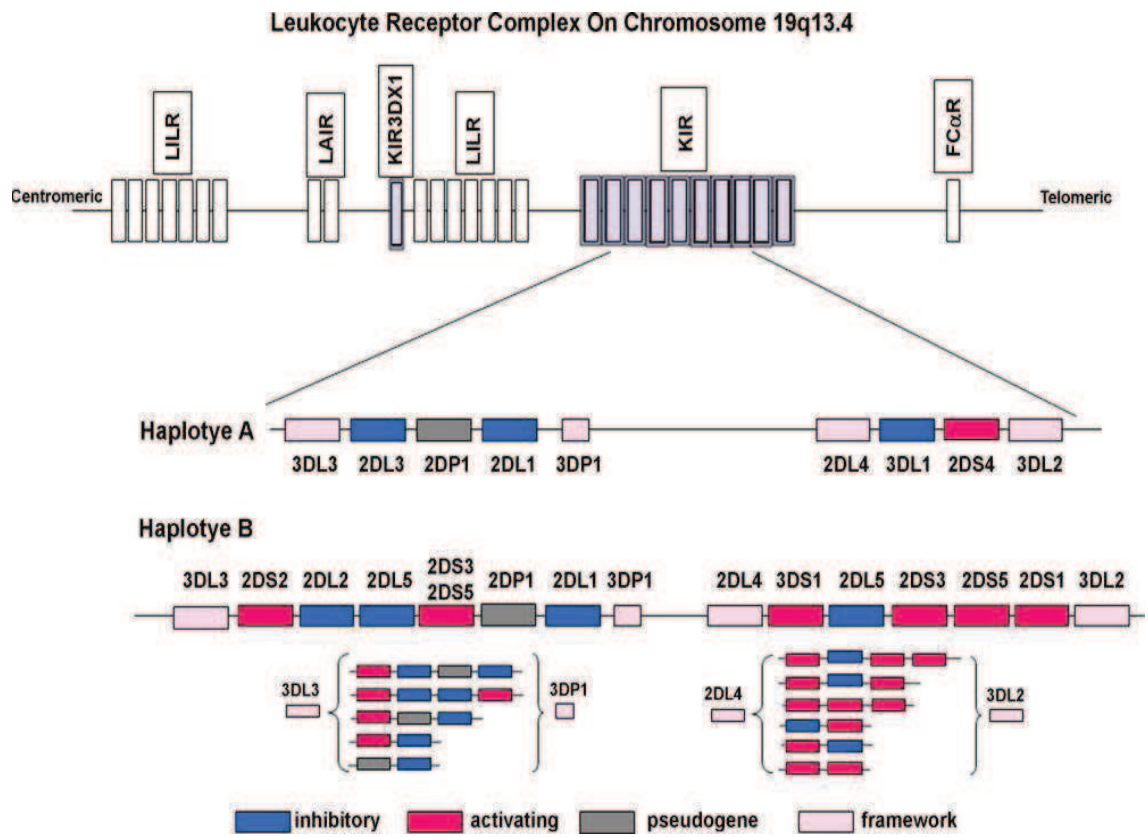 Leukocyte Receptor Complex On Chromosome 19q13.4
LILR
LAIR
KIR3DX1
LILR
KIR
FCαR
Centromeric
Telomeric
Haplotye A
3DL3 2DL3 2DP1 2DL1 3DP1 2DL4 3DL1 2DS4 3DL2
Haplotye B
3DL3 2DS2 2DL2 2DL5 2DS3 2DS5 2DP1 2DL1 3DP1 2DL4 3DS1 2DL5 2DS3 2DS5 2DS1 3DL2
3DL3 3DP1 2DL4 3DL2
inhibitory activating pseudogene framework